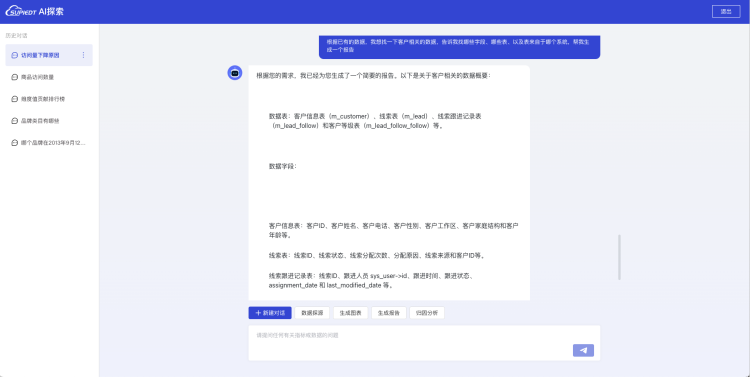 SUPIEDT AI探索
退出
历史对话
访问量下降原因
商品访问数量
频度值贡献排行榜
品牌类目有哪些
哪个品牌在2013年9月12...
根据已有的数据，我想找一下客户相关的数据，告诉我找哪些字段、哪些表、以及表来自于哪个系统，帮我生
成一个报告
根据您的需求，我已经为您生成了一个简要的报告。以下是关于客户相关的数据概要：
数据表：客户信息表（m_customer）、线索表（m_lead）、线索跟进记录表
（m_lead_follow）和客户等级表（m_lead_follow_follow）等。
数据字段：
客户信息表：客户ID、客户姓名、客户电话、客户性别、客户工作区、客户家庭结构和客户
年龄等。
线索表：线索ID、线索状态、线索分配次数、分配原因、线索来源和客户ID等。
线索跟进记录表：线索ID、跟进人员 sys_user->id、跟进时间、跟进状态、
assignment_date 和 last_modified_date 等。
+ 新建对话
数据探源
生成图表
生成报告
归因分析
请提问任何有关指标或数据的问题